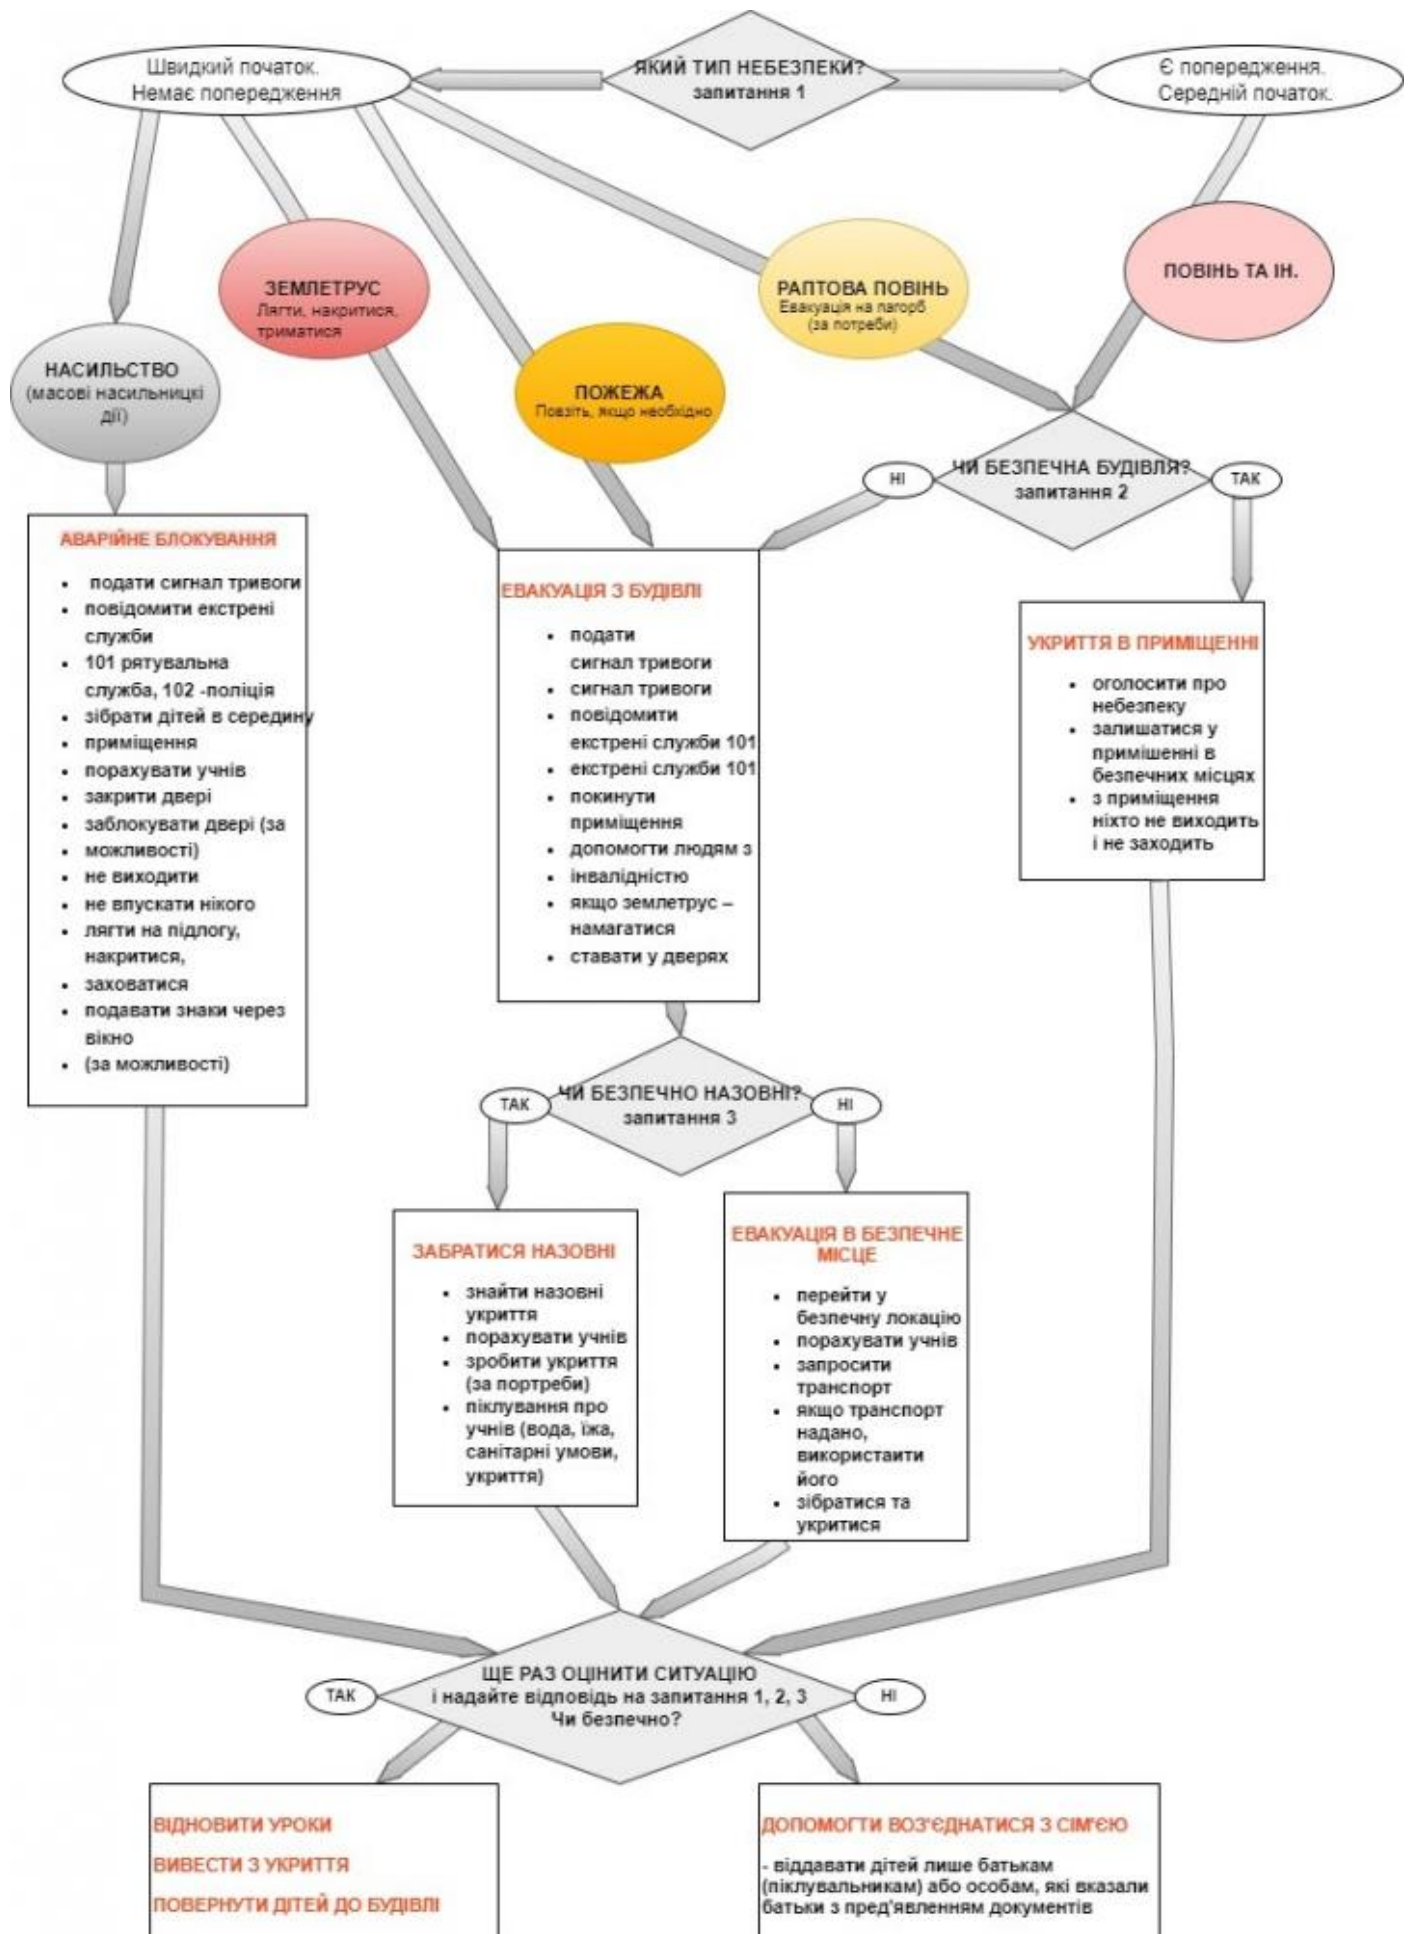 ЯКИЙ ТИП НЕБЕЗПЕКИ?
запитання 1
Швидкий початок.
Немає попередження
Є попередження.
Середній початок.
ЗЕМЛЕТРУС
Лягти, накритися,
триматися
РАПТОВА ПОВІНЬ
Евакуація на пагорб
(за потреби)
ПОВІНЬ ТА ІН.
НАСИЛЬСТВО
(масові насильницкі
дії)
ПОЖЕЖА
Повзіть, якщо необхідно
ЧИ БЕЗПЕЧНА БУДІВЛЯ?
запитання 2
НІ
ТАК
АВАРІЙНЕ БЛОКУВАННЯ
• подати сигнал тривоги
• повідомити екстрені
служби
• 101 рятувальна
служба, 102 -поліція
• зібрати дітей в середину
• приміщення
• порахувати учнів
• закрити двері
• заблокувати двері (за
• можливості)
• не виходити
• не впускати нікого
• лягти на підлогу,
накритися,
• заховатися
• подавати знаки через
вікно
• (за можливості)
ЕВАКУАЦІЯ З БУДІВЛІ
• подати
сигнал тривоги
• сигнал тривоги
• повідомити
екстрені служби 101
• екстрені служби 101
• покинути
приміщення
• допомогти людям з
• інвалідністю
• якщо землетрус –
намагатися
• ставати у дверях
УКРИТТЯ В ПРИМІЩЕННІ
• оголосити про
небезпеку
• залишатися у
примішенні в
безпечних місцях
• з приміщення
ніхто не виходить
і не заходить
ЧИ БЕЗПЕЧНО НАЗОВНІ?
запитання 3
ТАК
НІ
ЗАБРАТИСЯ НАЗОВНІ
• знайти назовні
укриття
• порахувати учнів
• зробити укриття
(за портреби)
• піклування про
учнів (вода, їжа,
санітарні умови,
укриття)
ЕВАКУАЦІЯ В БЕЗПЕЧНЕ
МІСЦЕ
• перейти у
безпечну локацію
• порахувати учнів
• запросити
транспорт
• якщо транспорт
надано,
використаити
його
• зібратися та
укритися
ЩЕ РАЗ ОЦІНИТИ СИТУАЦІЮ
і надайте відповідь на запитання 1, 2, 3
Чи безпечно?
ТАК
НІ
ВІДНОВИТИ УРОКИ
ВИВЕСТИ З УКРИТТЯ
ПОВЕРНУТИ ДІТЕЙ ДО БУДІВЛІ
ДОПОМОГТИ ВОЗ'ЄДНАТИСЯ З СІМ'ЄЮ
- віддавати дітей лише батькам
(піклувальникам) або особам, які вказали
батьки з пред'явленням документів